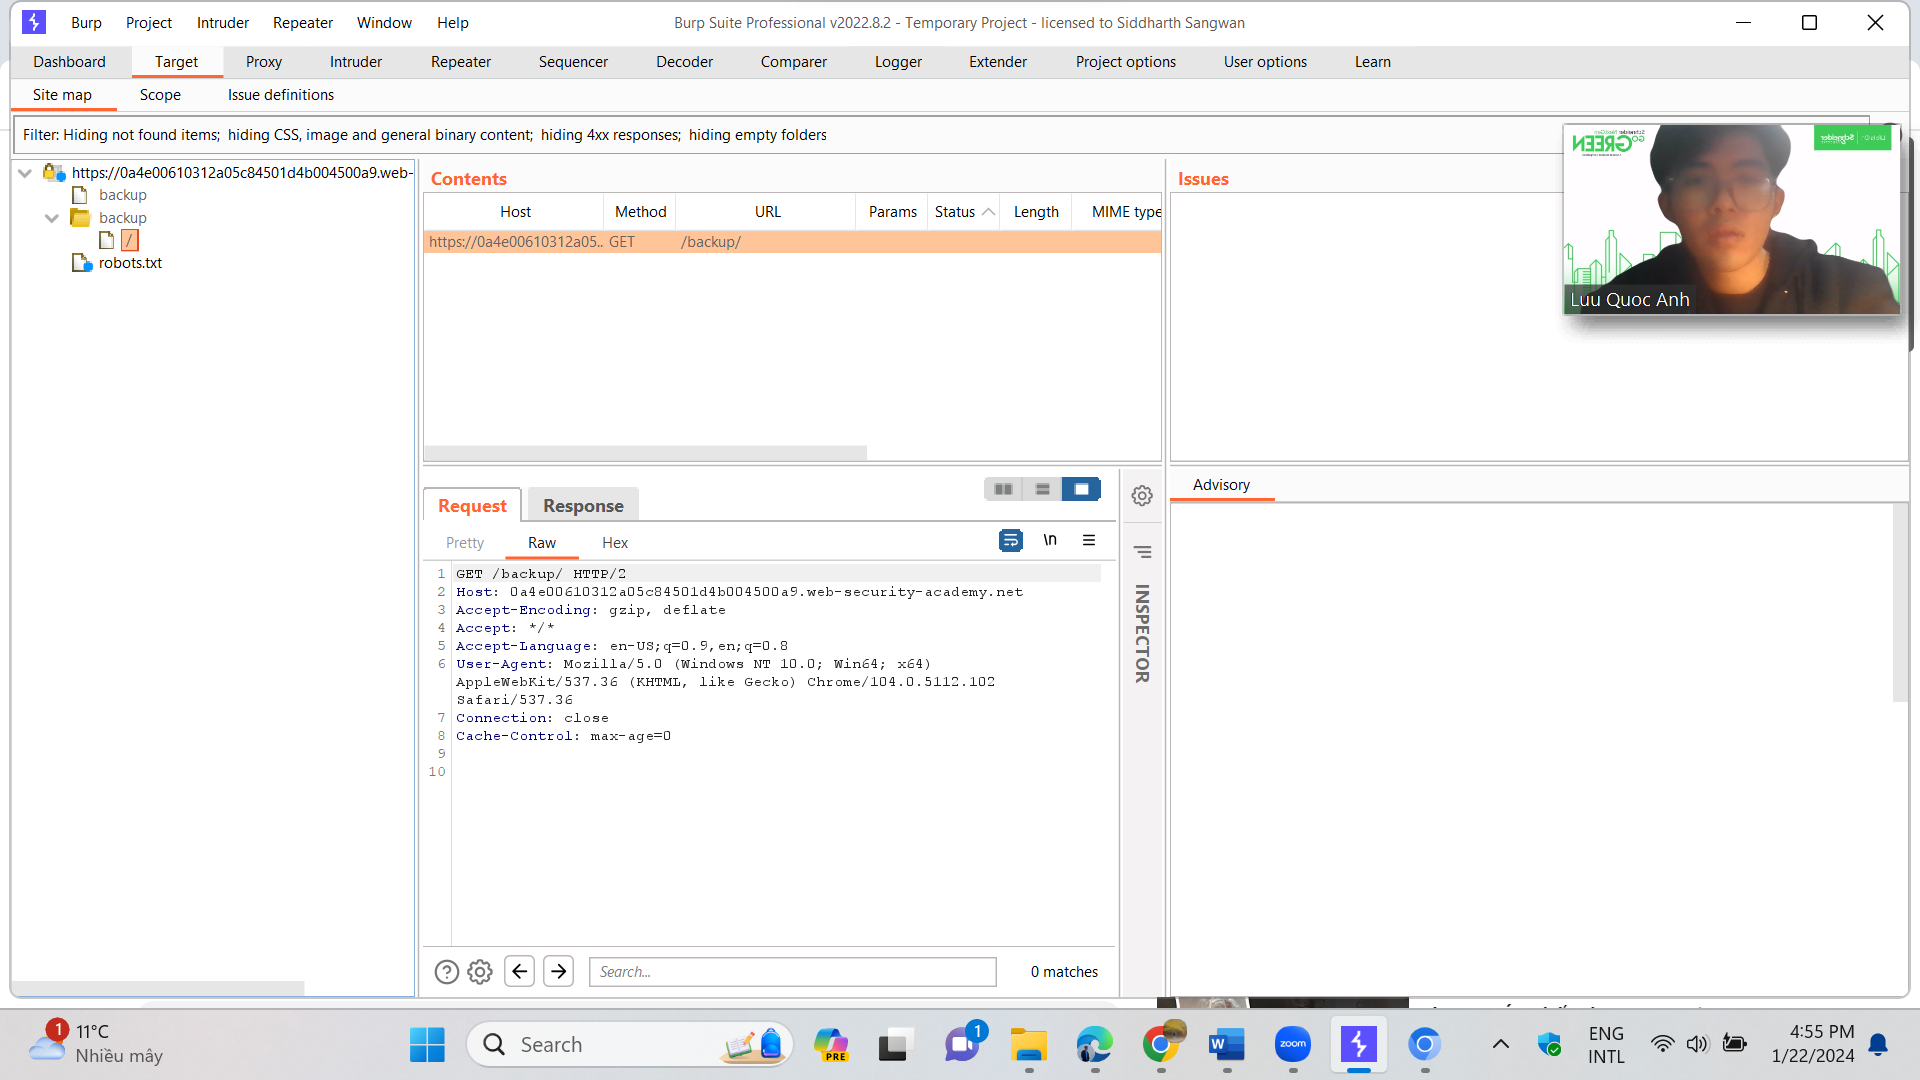 Burp Project Intruder Repeater Window Help
Burp Suite Professional v2022.8.2 - Temporary Project - licensed to Siddharth Sangwan
Dashboard Target Proxy Intruder Repeater Sequencer Decoder Comparer Logger Extender Project options User options Learn
Site map Scope Issue definitions
Filter: Hiding not found items; hiding CSS, image and general binary content; hiding 4xx responses; hiding empty folders
https://0a4e00610312a05c84501d4b004500a9.web-
backup
backup
/
robots.txt
Contents
Host Method URL Params Status Length MIME type
https://0a4e00610312a05.. GET /backup/
Issues
GO GREEN
Schneider
Luu Quoc Anh
Request Response
Pretty Raw Hex
\n
1 GET /backup/ HTTP/2
2 Host: 0a4e00610312a05c84501d4b004500a9.web-security-academy.net
3 Accept-Encoding: gzip, deflate
4 Accept: */*
5 Accept-Language: en-US;q=0.9,en;q=0.8
6 User-Agent: Mozilla/5.0 (Windows NT 10.0; Win64; x64)
AppleWebKit/537.36 (KHTML, like Gecko) Chrome/104.0.5112.102
Safari/537.36
7 Connection: close
8 Cache-Control: max-age=0
9
10
INSPECTOR
Advisory
Search...
0 matches
1
11°C
Nhiều mây
Search
PRE
1
W
zoom
ENG
INTL
4:55 PM
1/22/2024